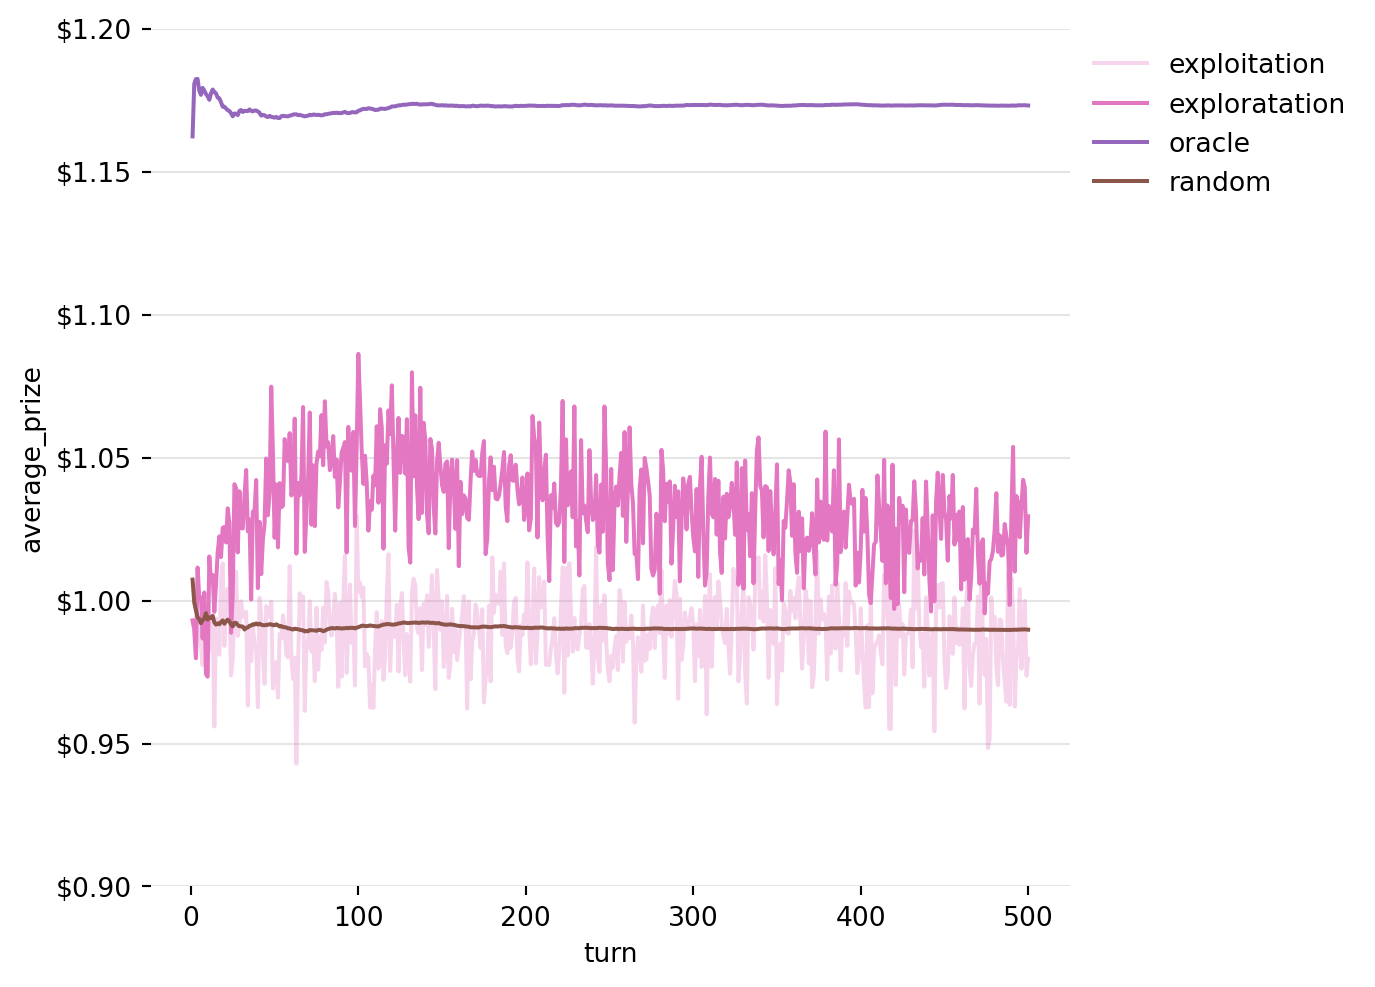 $1.20
$1.15
$1.10
$1.05
$1.00
$0.95
$0.90
average_prize
0 100 200 300 400 500
turn
exploitation
exploratation
oracle
random